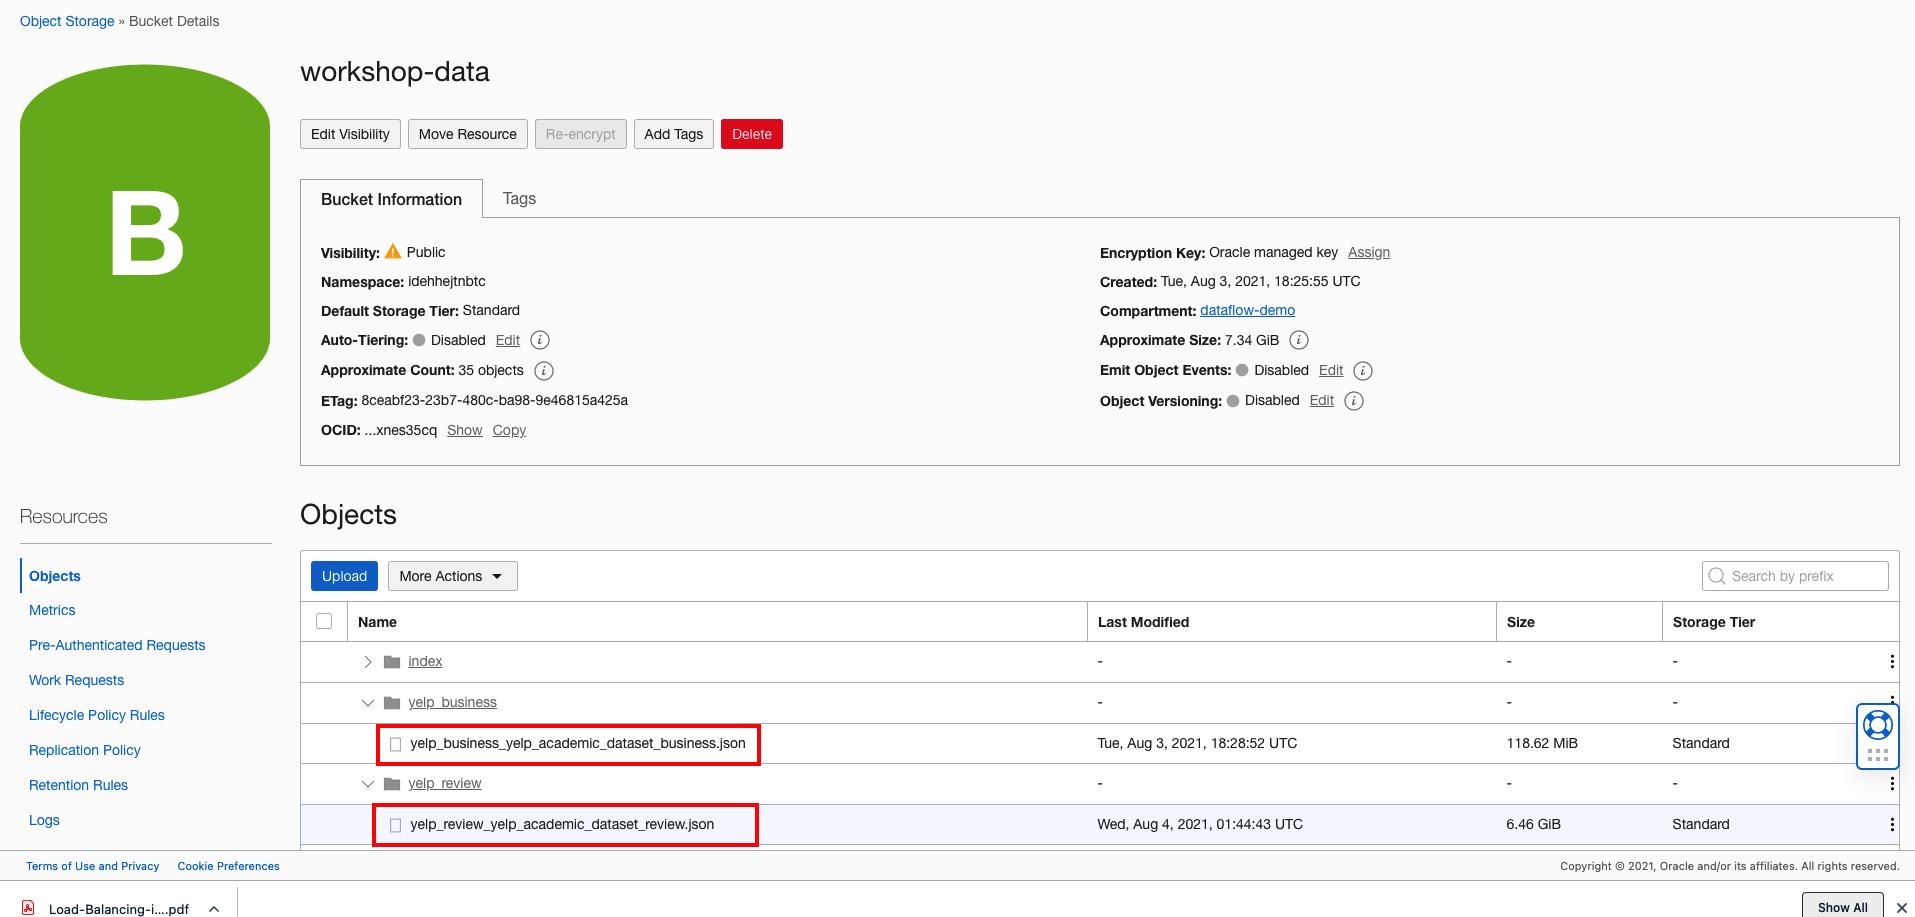 Object Storage » Bucket Details
B
workshop-data
Edit Visibility Move Resource Re-encrypt Add Tags Delete
Bucket Information Tags
Visibility: Public
Namespace: idehhejtnbtc
Default Storage Tier: Standard
Auto-Tiering: Disabled Edit i
Approximate Count: 35 objects i
ETag: 8ceabf23-23b7-480c-ba98-9e46815a425a
OCID: ...xnes35cq Show Copy
Encryption Key: Oracle managed key Assign
Created: Tue, Aug 3, 2021, 18:25:55 UTC
Compartment: dataflow-demo
Approximate Size: 7.34 GiB i
Emit Object Events: Disabled Edit i
Object Versioning: Disabled Edit i
Resources
Objects
Metrics
Pre-Authenticated Requests
Work Requests
Lifecycle Policy Rules
Replication Policy
Retention Rules
Logs
Objects
Upload More Actions Search by prefix
Name Last Modified Size Storage Tier
index - - -
yelp_business - - -
yelp_business_yelp_academic_dataset_business.json Tue, Aug 3, 2021, 18:28:52 UTC 118.62 MiB Standard
yelp_review - - -
yelp_review_yelp_academic_dataset_review.json Wed, Aug 4, 2021, 01:44:43 UTC 6.46 GiB Standard
Terms of Use and Privacy Cookie Preferences Copyright © 2021, Oracle and/or its affiliates. All rights reserved.
Load-Balancing-i....pdf Show All